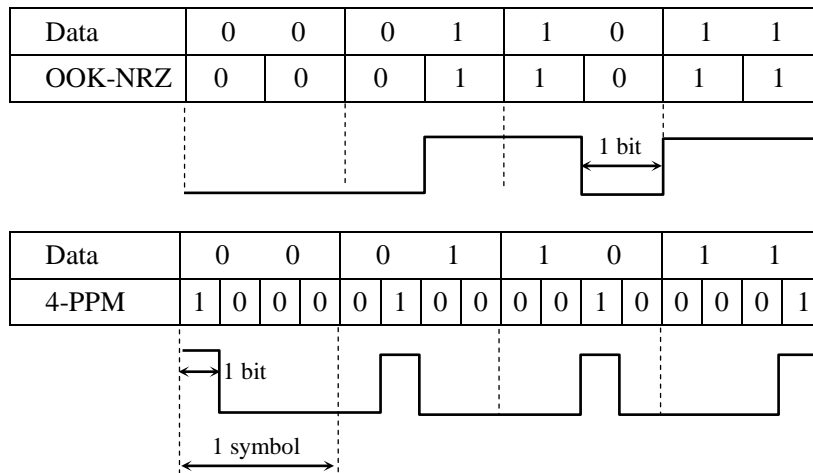 Data 0 0 0 1 1 0 1 1
OOK-NRZ 0 0 0 1 1 0 1 1
1 bit
Data 0 0 0 1 1 0 1 1
4-PPM 1 0 0 0 0 1 0 0 0 0 1 0 0 0 0 1
1 bit
1 symbol